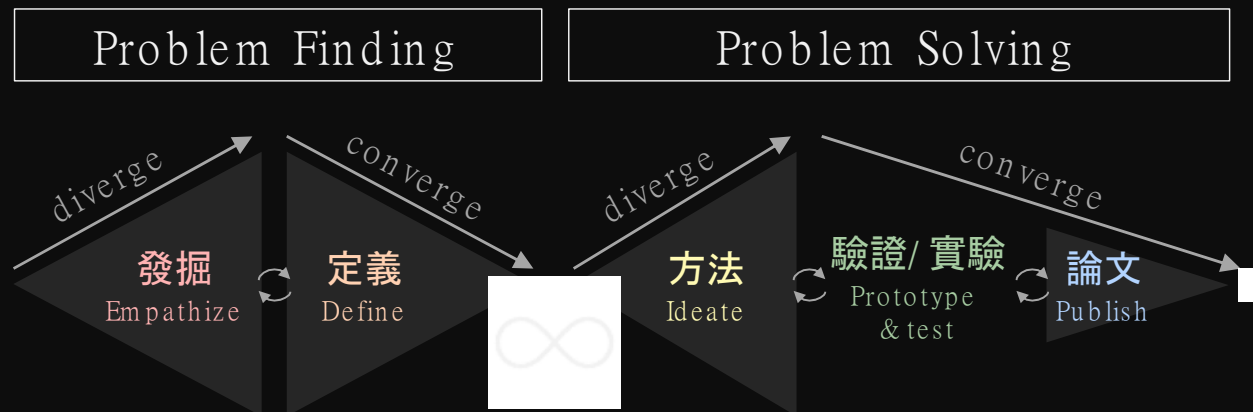 Problem Finding
Problem Solving
diverge
converge
diverge
converge
發掘
Empathize
定義
Define
方法
Ideate
驗證/實驗
Prototype
& test
論文
Publish